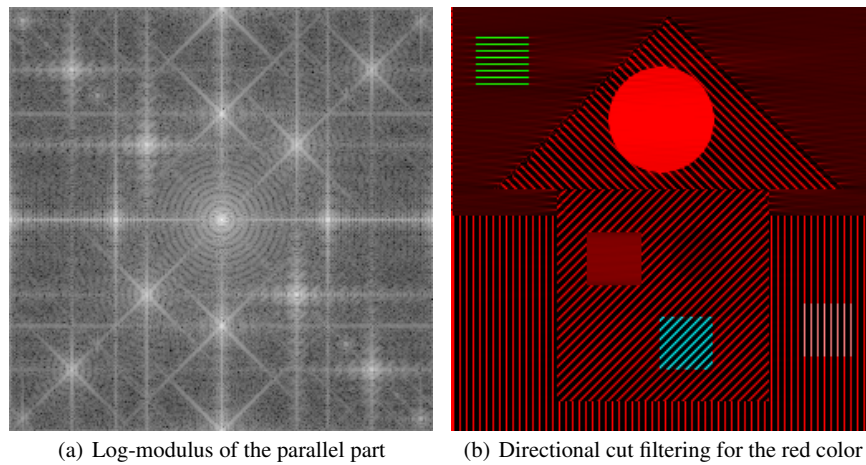 (a) Log-modulus of the parallel part
(b) Directional cut filtering for the red color